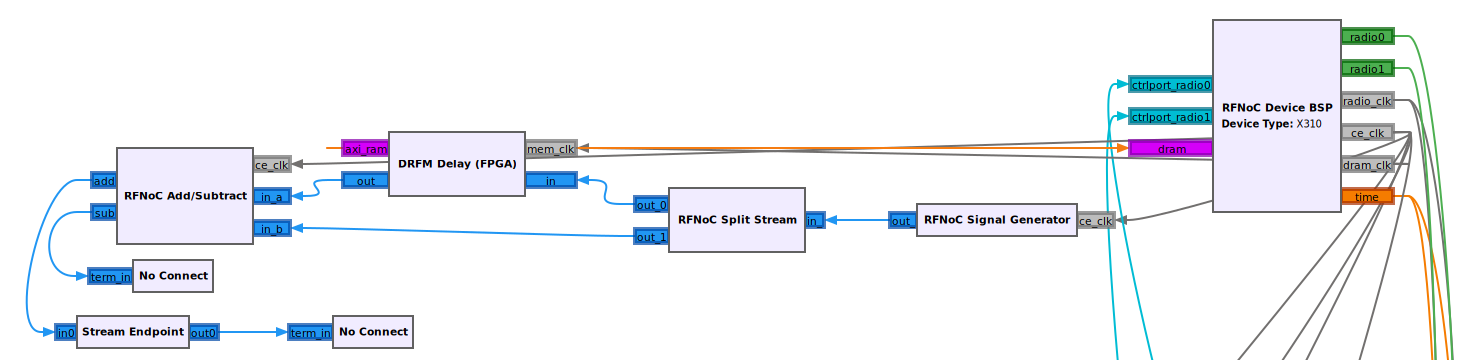 radio0
radio1
ctrlport_radio0
radio_clk
RFNoC Device BSP
ctrlport_radio1
Device Type: X310
ce_clk
axi_ram
mem_clk
dram
DRFM Delay (FPGA)
ce_clk
dram_clk
add
out
in
RFNoC Add/Subtract
in_a
time
out_0
sub
RFNoC Split Stream
in_
out_
RFNoC Signal Generator
ce_clk
in_b
out_1
term_in
No Connect
in0
Stream Endpoint
out0
term_in
No Connect